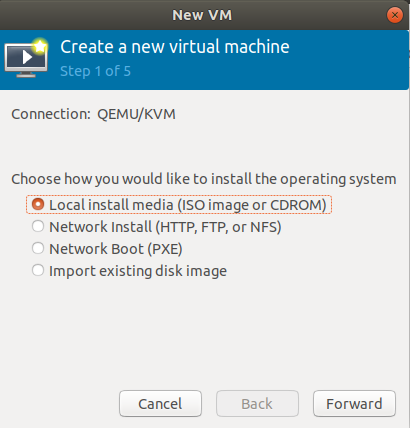 New VM
Create a new virtual machine
Step 1 of 5
Connection: QEMU/KVM
Choose how you would like to install the operating system
Local install media (ISO image or CDROM)
Network Install (HTTP, FTP, or NFS)
Network Boot (PXE)
Import existing disk image
Cancel Back Forward